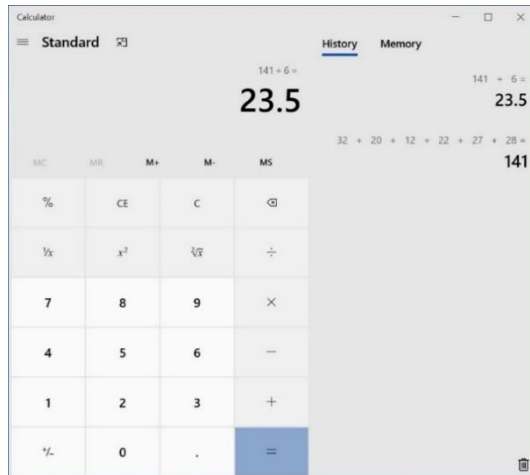 Calculator
Standard
141 ÷ 6 =
23.5
MC MR M+ M- MS
% CE C
⅟x x² ²√x ÷
7 8 9 ×
4 5 6 −
1 2 3 +
+/− 0 . =
History Memory
141 ÷ 6 =
23.5
32 + 20 + 12 + 22 + 27 + 28 =
141